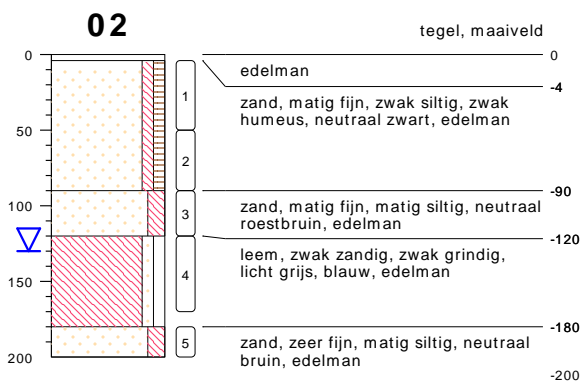 02
tegel, maaiveld
0
0
edelman
-4
1
zand, matig fijn, zwak siltig, zwak
humeus, neutraal zwart, edelman
50
2
-90
100
3
zand, matig fijn, matig siltig, neutraal
roestbruin, edelman
-120
leem, zwak zandig, zwak grindig,
licht grijs, blauw, edelman
4
150
-180
5
zand, zeer fijn, matig siltig, neutraal
bruin, edelman
200
-200